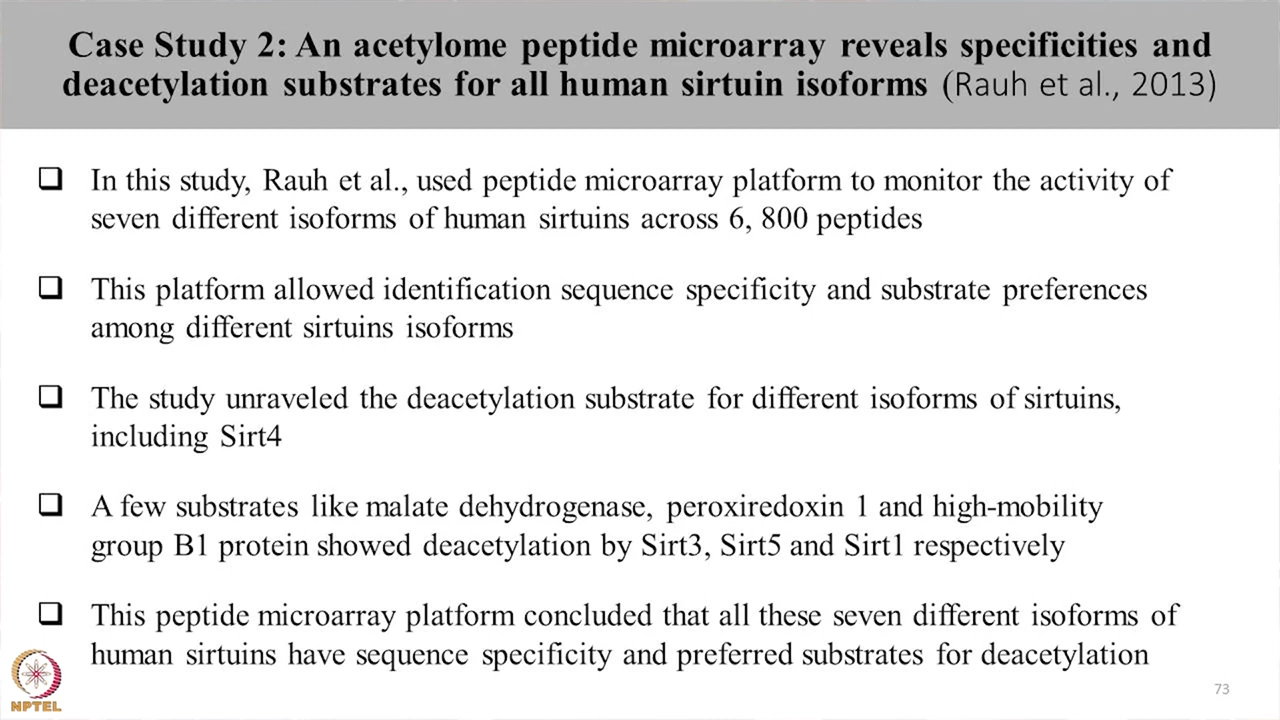 Case Study 2: An acetylome peptide microarray reveals specificities and
deacetylation substrates for all human sirtuin isoforms (Rauh et al., 2013)
❑ In this study, Rauh et al., used peptide microarray platform to monitor the activity of
seven different isoforms of human sirtuins across 6, 800 peptides
❑ This platform allowed identification sequence specificity and substrate preferences
among different sirtuins isoforms
❑ The study unraveled the deacetylation substrate for different isoforms of sirtuins,
including Sirt4
❑ A few substrates like malate dehydrogenase, peroxiredoxin 1 and high-mobility
group B1 protein showed deacetylation by Sirt3, Sirt5 and Sirt1 respectively
❑ This peptide microarray platform concluded that all these seven different isoforms of
human sirtuins have sequence specificity and preferred substrates for deacetylation
NPTEL
73